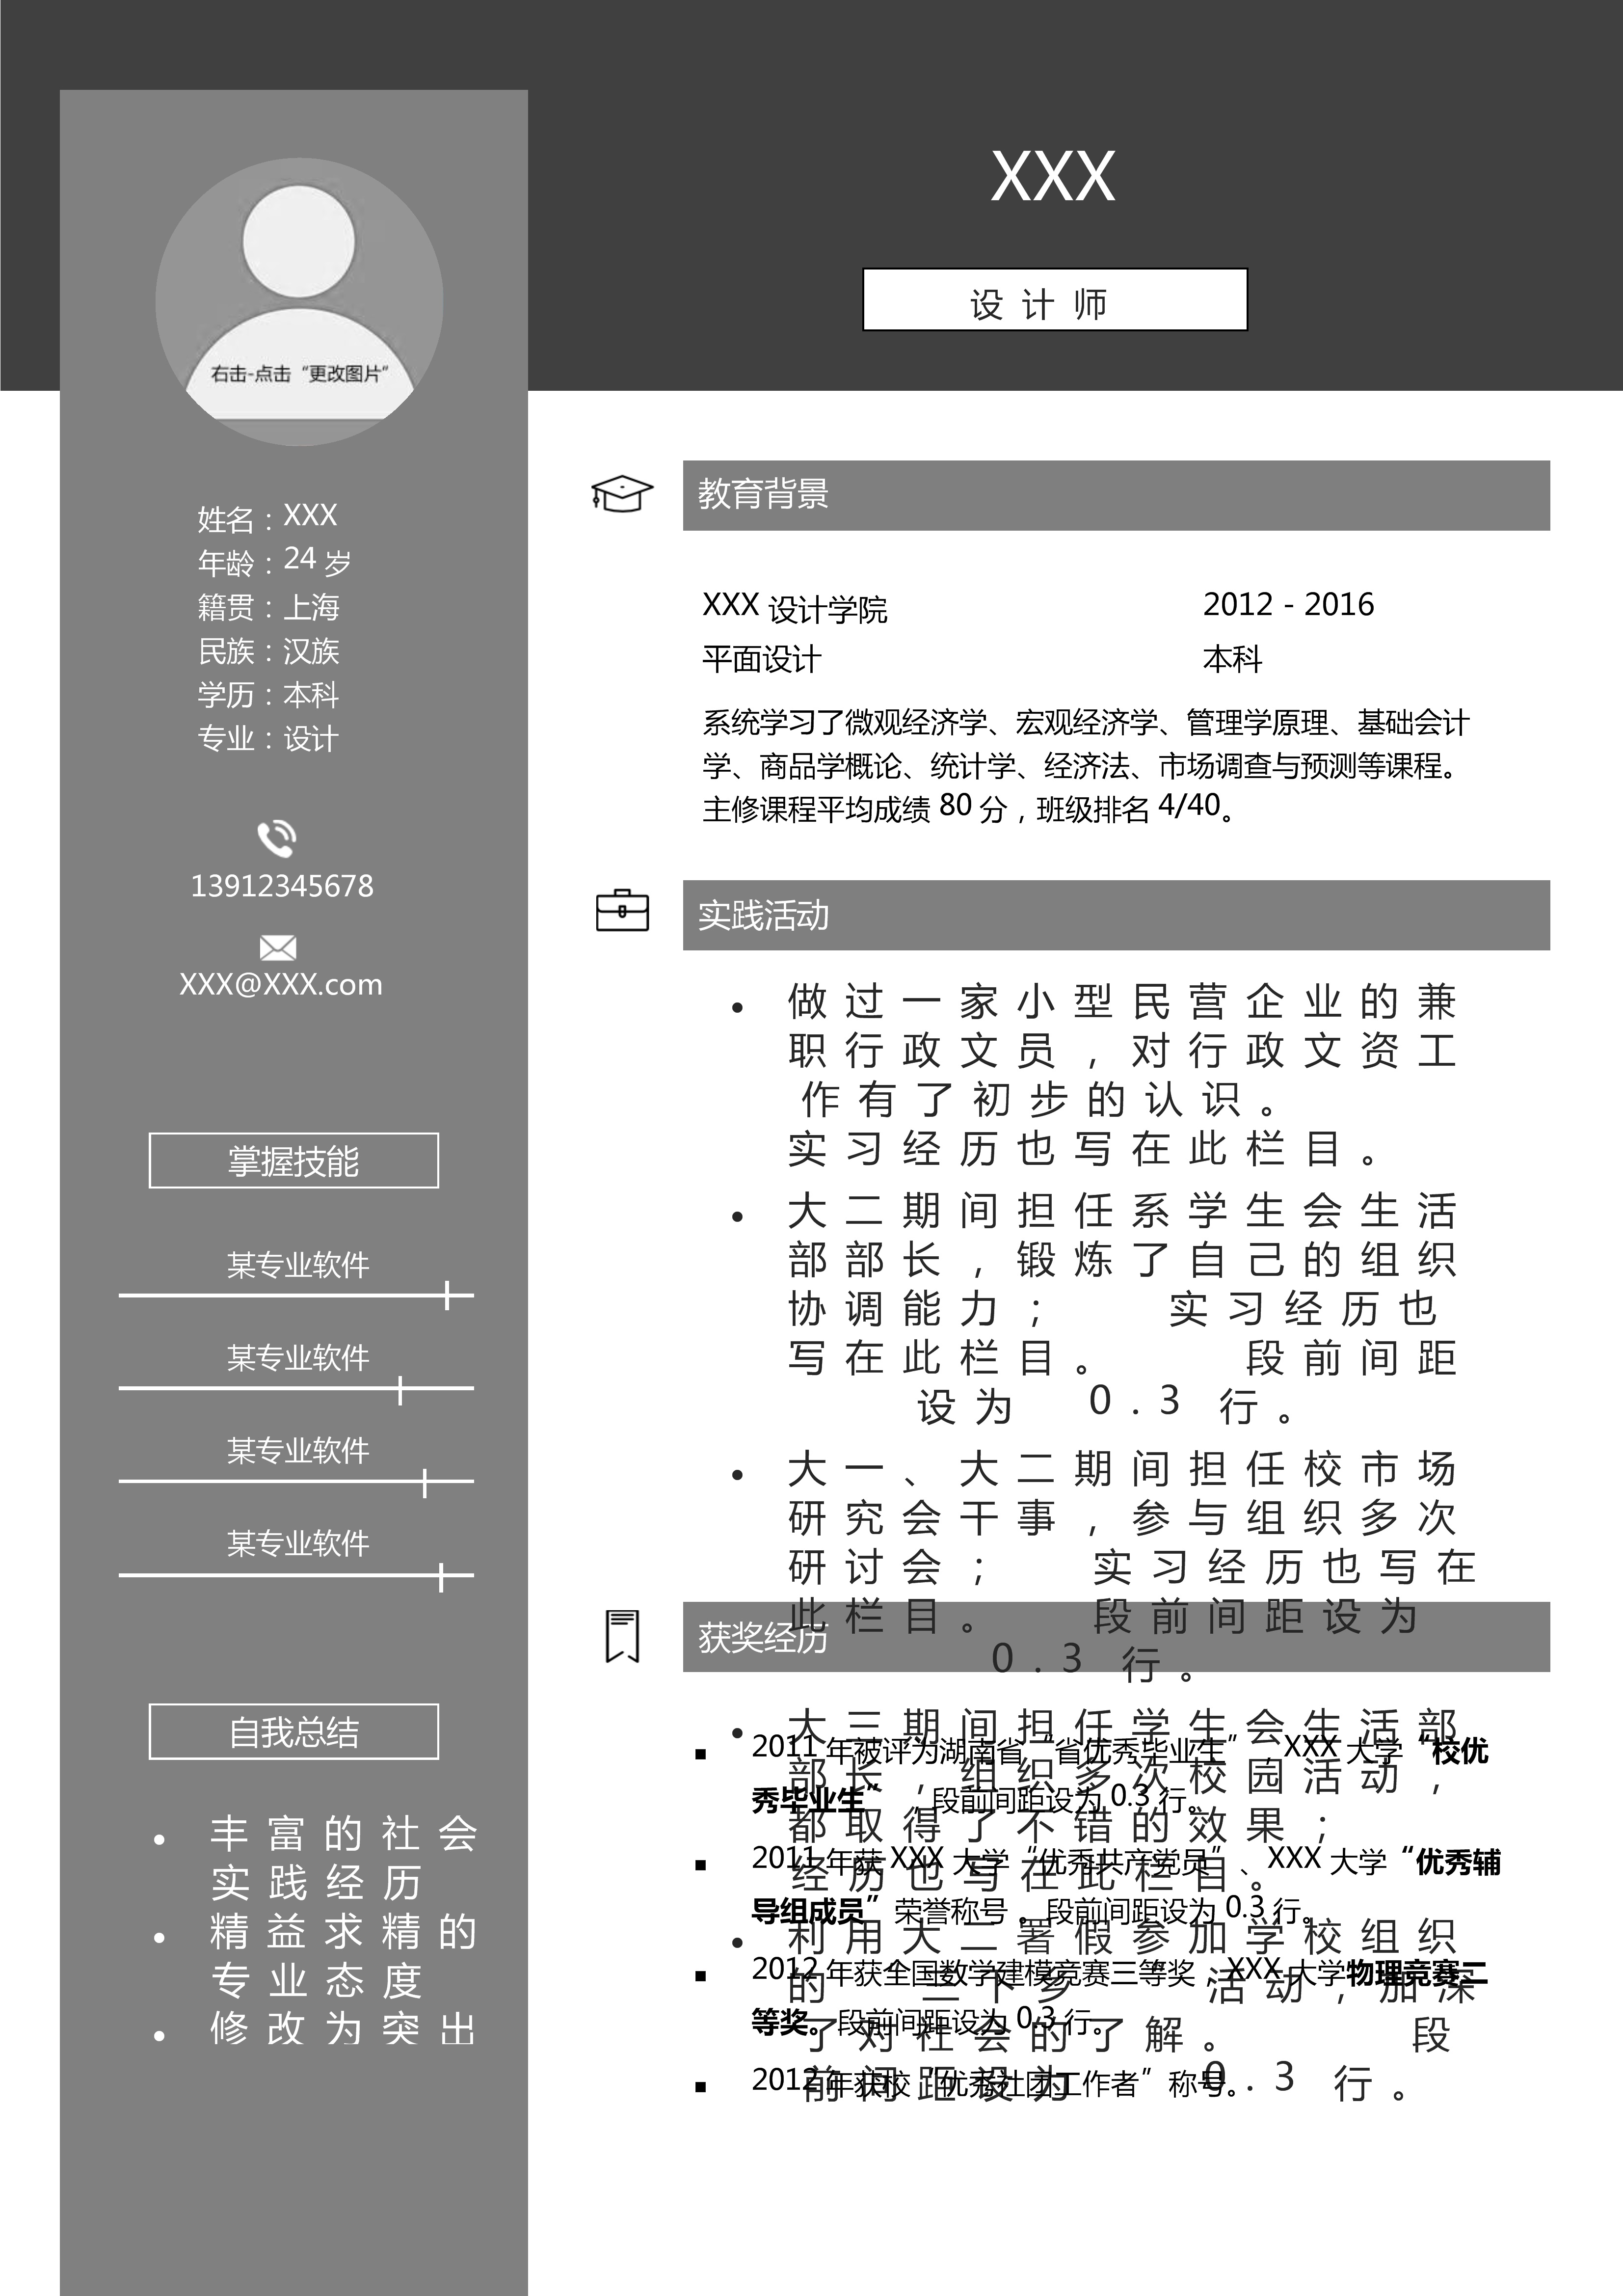 XXX
设计师
右击-点击“更改图片”
姓名：XXX
年龄：24 岁
籍贯：上海
民族：汉族
学历：本科
专业：设计
13912345678
XXX@XXX.com
掌握技能
某专业软件
某专业软件
某专业软件
某专业软件
自我总结
丰富的社会
实践经历
精益求精的
专业态度
修改为突出
教育背景
XXX 设计学院 2012 - 2016
平面设计 本科
系统学习了微观经济学、宏观经济学、管理学原理、基础会计
学、商品学概论、统计学、经济法、市场调查与预测等课程。
主修课程平均成绩 80 分，班级排名 4/40。
实践活动
做过一家小型民营企业的兼
职行政文员，对行政文资工
作有了初步的认识。
实习经历也写在此栏目。
大二期间担任系学生会生活
部部长，锻炼了自己的组织
协调能力； 实习经历也
写在此栏目。 段前间距
设为 0.3 行。
大一、大二期间担任校市场
研究会干事，参与组织多次
研讨会； 实习经历也写在
此栏目。 段前间距设为
0.3 行。
大三期间担任学生会生活部
部长，组织多次校园活动，
都取得了不错的效果；
经历也写在此栏目。
利用大二署假参加学校组织
的“三下乡” 活动，加深
了对社会的了解。 段
前间距设为 0.3 行。
获奖经历
2011 年被评为湖南省“省优秀毕业生”，XXX 大学“校优
秀毕业生” ，段前间距设为 0.3 行。
2011 年获 XXX 大学“优秀共产党员”、XXX 大学“优秀辅
导组成员”荣誉称号 。段前间距设为 0.3 行。
2012 年获全国数学建模竞赛三等奖，XXX 大学物理竞赛二
等奖。段前间距设为 0.3 行。
2012 年获校“优秀社团工作者”称号。